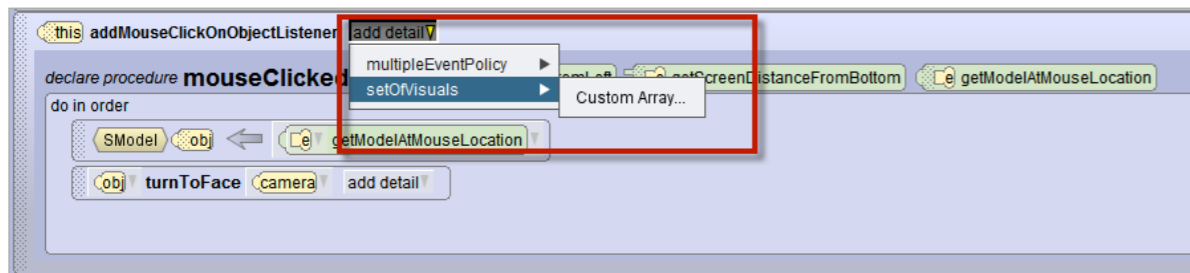 this addMouseClickOnObjectListener add detail
multipleEventPolicy
declare procedure mouseClicked getScreenDistanceFromBottom e getModelAtMouseLocation
setOfVisuals
Custom Array...
do in order
SModel obj e getModelAtMouseLocation
obj turnToFace camera add detail